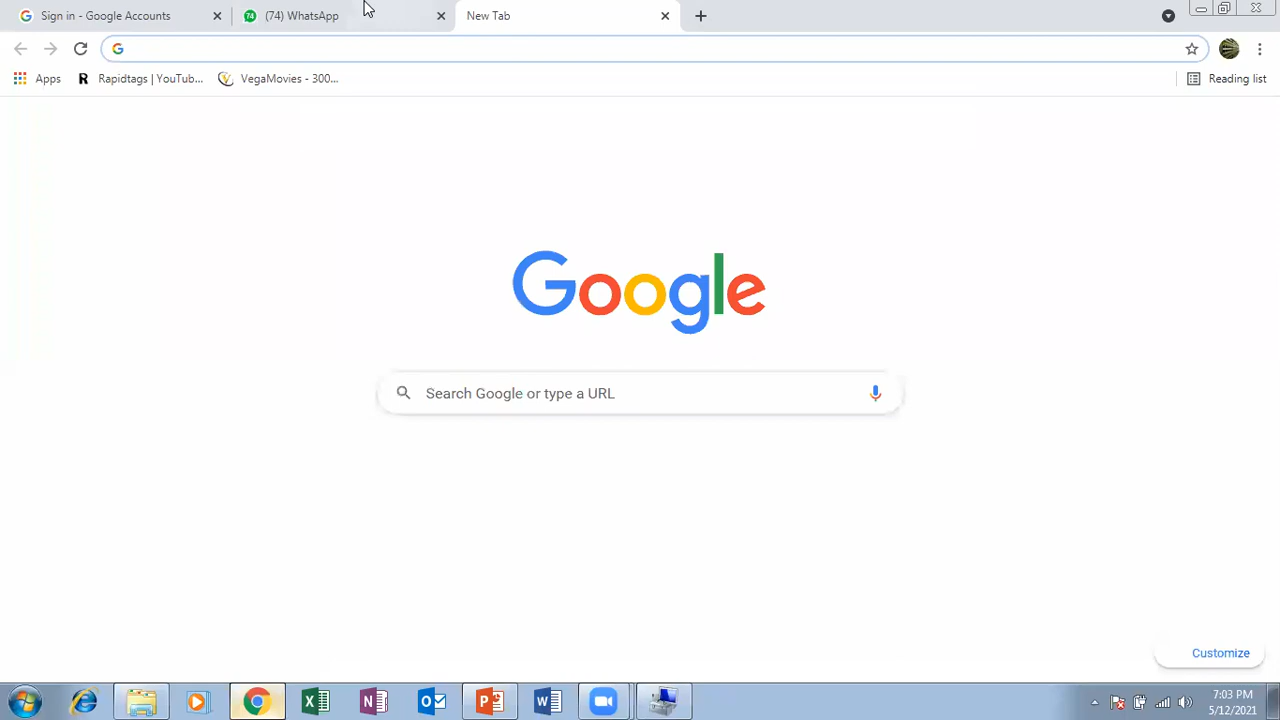 Sign in - Google Accounts
74
(74) WhatsApp
New Tab
Apps
R
Rapidtags | YouTub...
VegaMovies - 300...
Reading list
Google
Search Google or type a URL
Customize
7:03 PM
5/12/2021